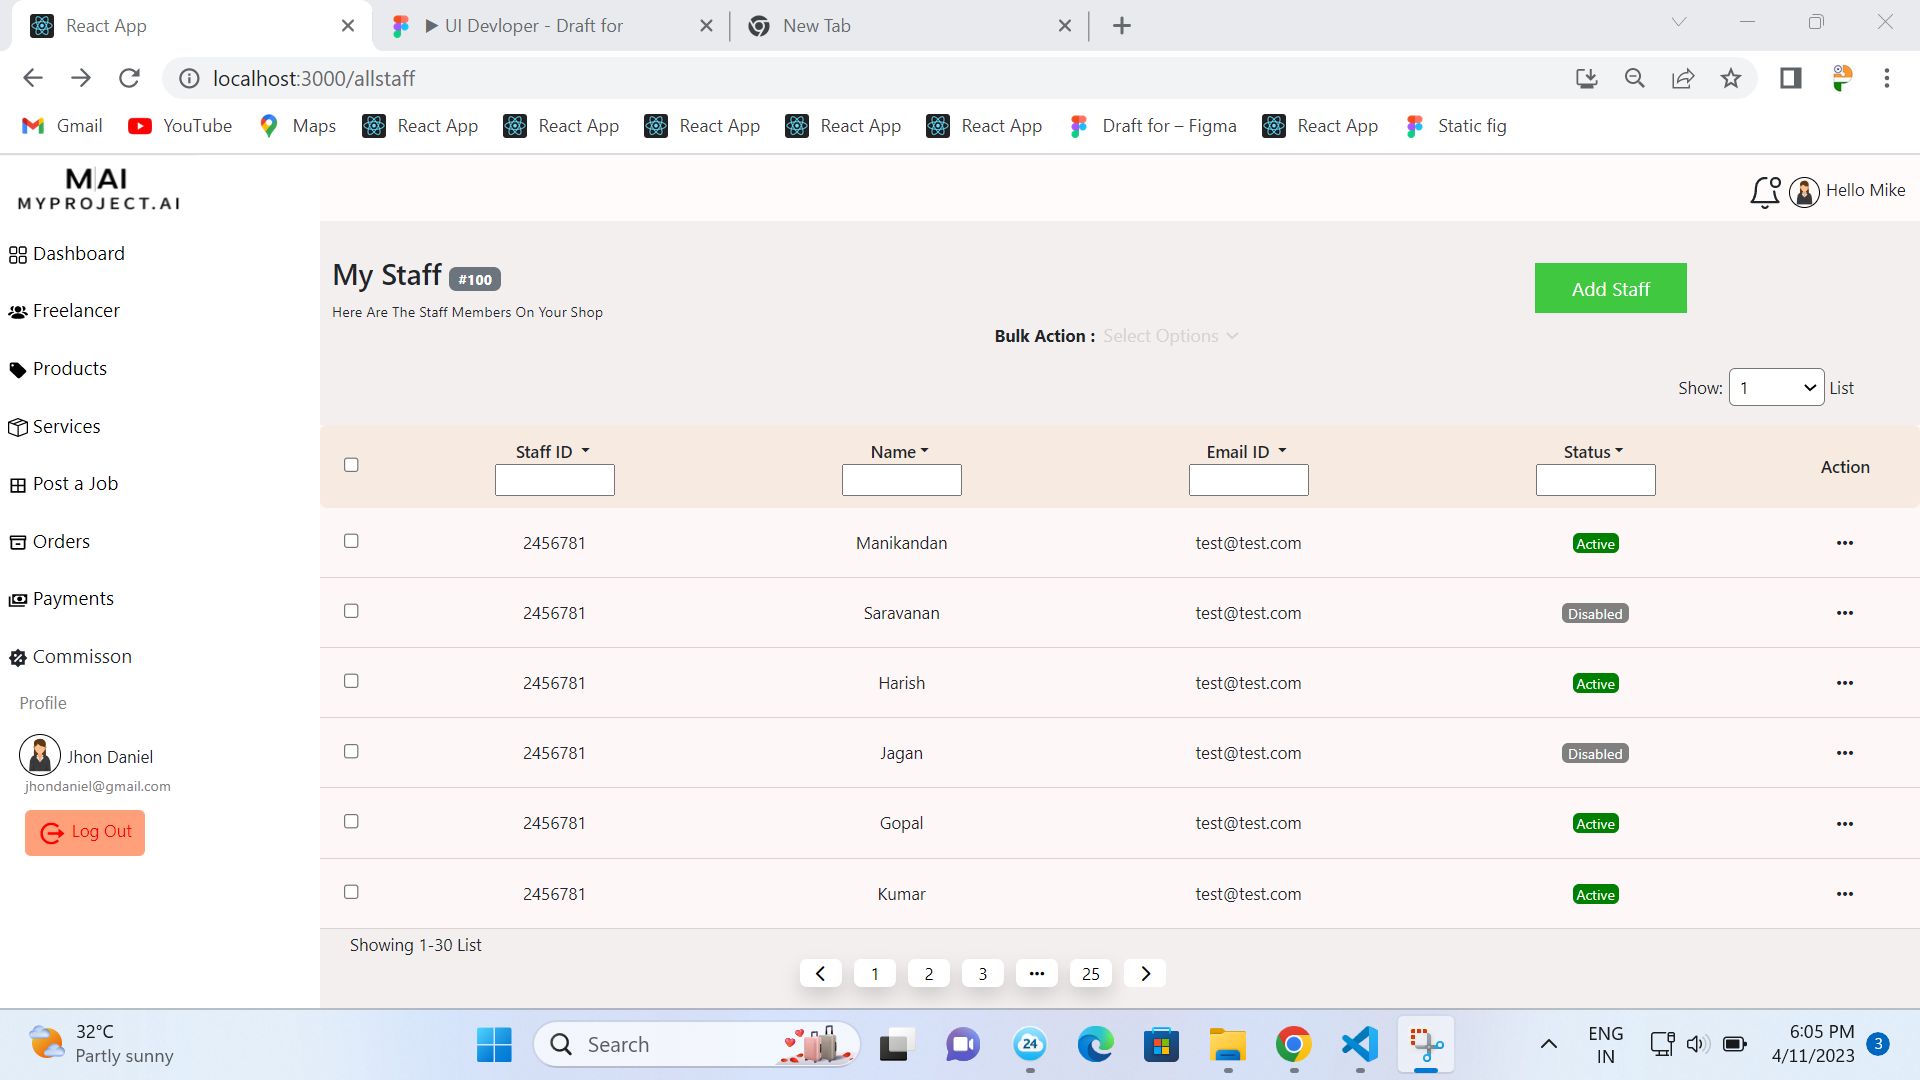 React App
UI Devloper - Draft for
New Tab
localhost:3000/allstaff
Gmail YouTube Maps React App React App React App React App React App Draft for – Figma React App Static fig
M|AI
MYPROJECT.AI
Hello Mike
Dashboard
Freelancer
Products
Services
Post a Job
Orders
Payments
Commisson
Profile
Jhon Daniel
jhondaniel@gmail.com
Log Out
My Staff #100
Here Are The Staff Members On Your Shop
Add Staff
Bulk Action : Select Options
Show: 1 List
Staff ID Name Email ID Status Action
2456781 Manikandan test@test.com Active
2456781 Saravanan test@test.com Disabled
2456781 Harish test@test.com Active
2456781 Jagan test@test.com Disabled
2456781 Gopal test@test.com Active
2456781 Kumar test@test.com Active
Showing 1-30 List
1 2 3 ••• 25
32°C
Partly sunny
Search
24
ENG
IN
6:05 PM
4/11/2023
3